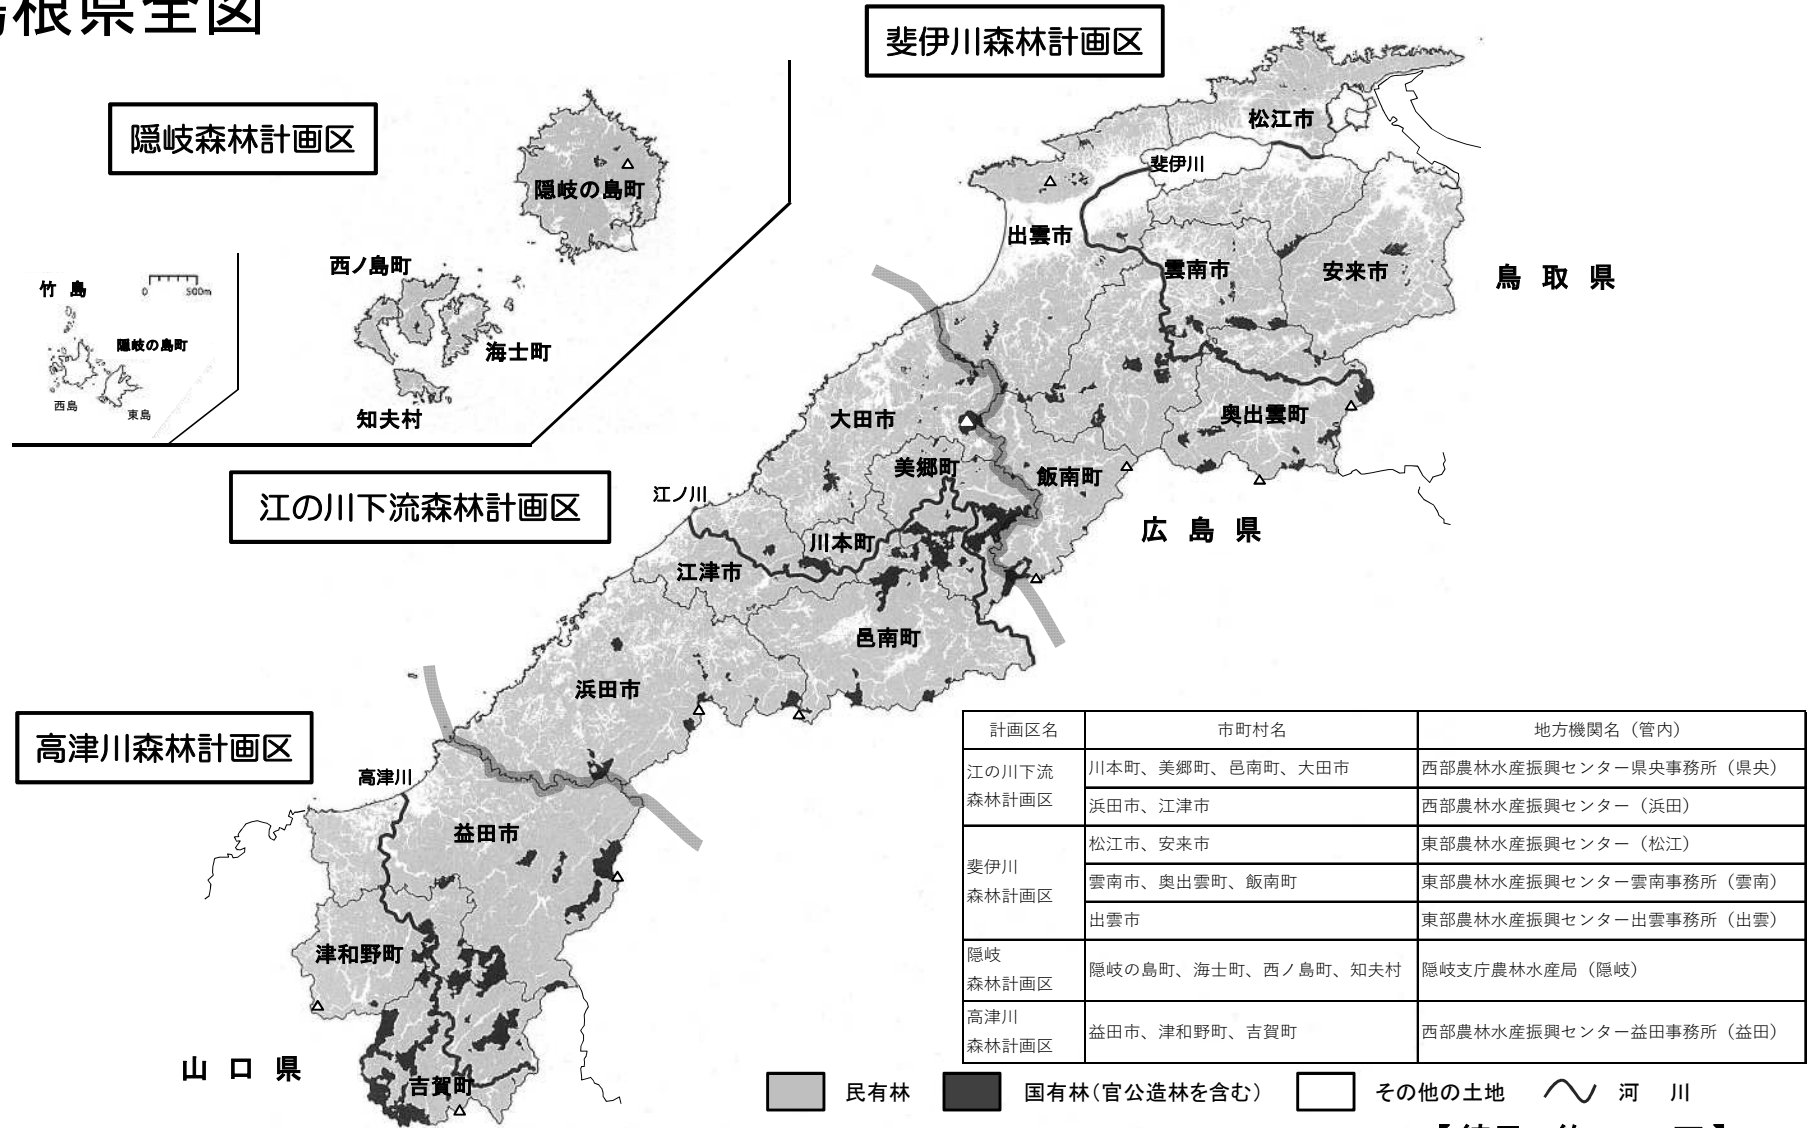 根県全図
斐伊川森林計画区
隠岐森林計画区
松江市
斐伊川
隠岐の島町
出雲市
雲南市
安来市
鳥取県
西ノ島町
竹島
0 500m
隠岐の島町
海士町
西島
東島
知夫村
大田市
奥出雲町
美郷町
飯南町
江の川下流森林計画区
江ノ川
広島県
川本町
江津市
邑南町
浜田市
高津川森林計画区
高津川
益田市
津和野町
山口県
吉賀町
計画区名 市町村名 地方機関名（管内）
江の川下流
森林計画区
川本町、美郷町、邑南町、大田市 西部農林水産振興センター県央事務所（県央）
浜田市、江津市 西部農林水産振興センター（浜田）
斐伊川
森林計画区
松江市、安来市 東部農林水産振興センター（松江）
雲南市、奥出雲町、飯南町 東部農林水産振興センター雲南事務所（雲南）
出雲市 東部農林水産振興センター出雲事務所（出雲）
隠岐
森林計画区
隠岐の島町、海士町、西ノ島町、知夫村 隠岐支庁農林水産局（隠岐）
高津川
森林計画区
益田市、津和野町、吉賀町 西部農林水産振興センター益田事務所（益田）
民有林 国有林（官公造林を含む） その他の土地 河川